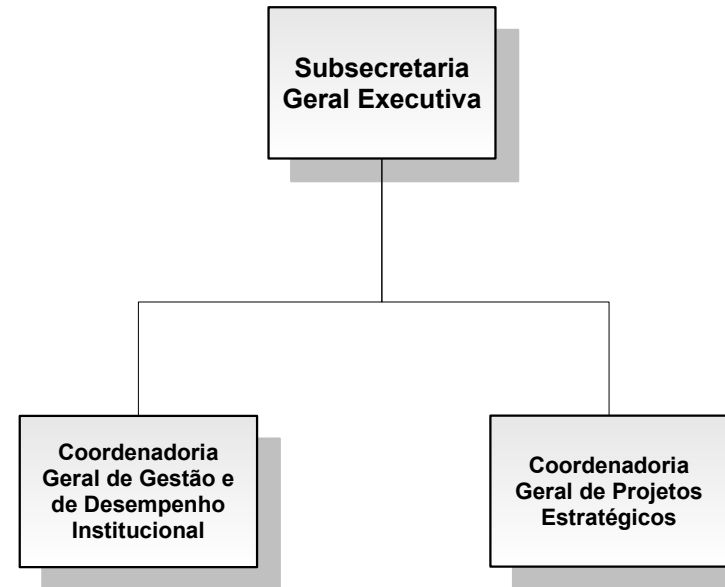 Subsecretaria
Geral Executiva
Coordenadoria
Geral de Gestão e
de Desempenho
Institucional
Coordenadoria
Geral de Projetos
Estratégicos